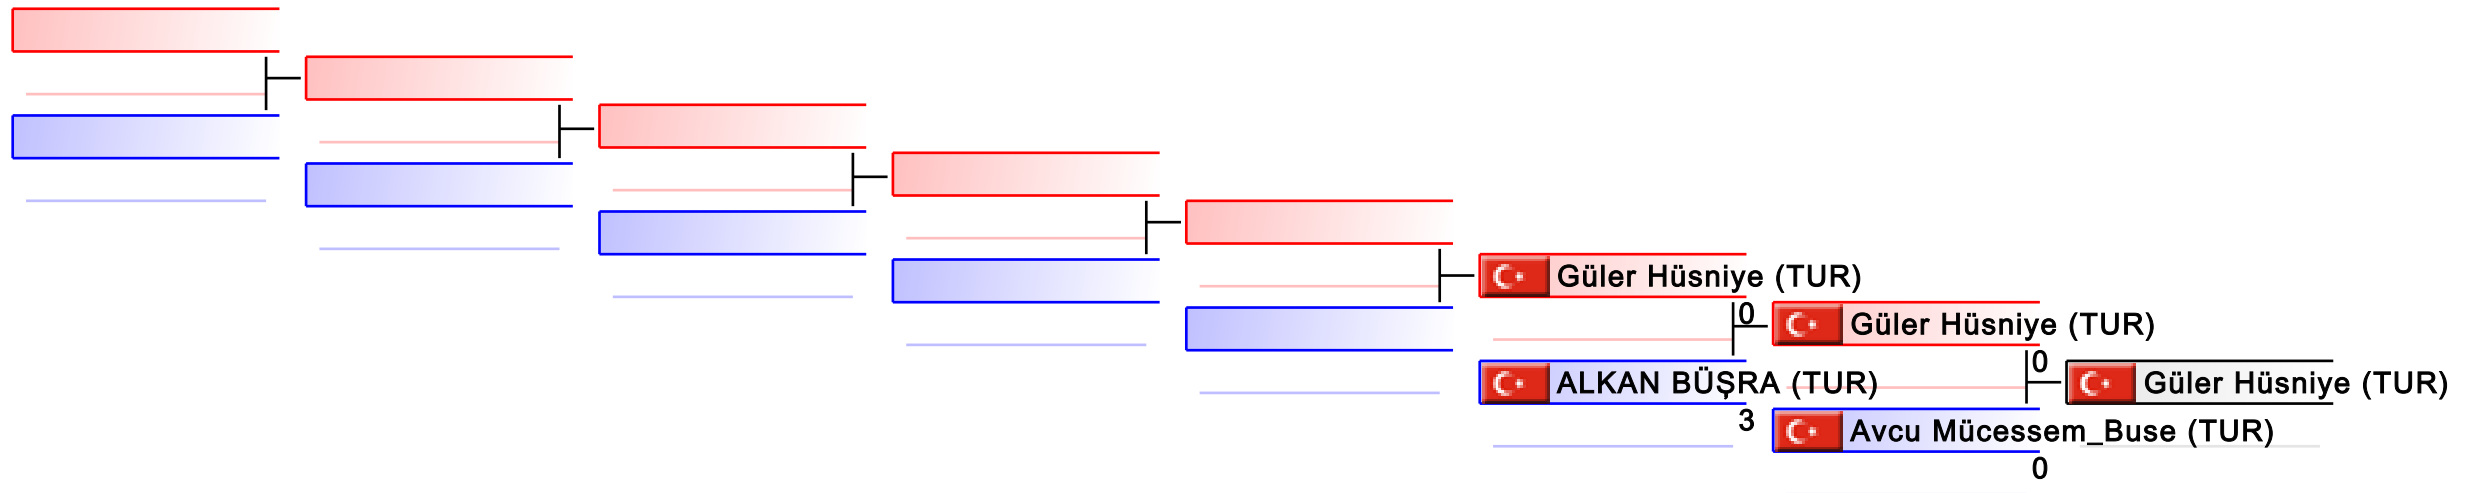 Güler Hüsniye (TUR)
0
Güler Hüsniye (TUR)
0
ALKAN BÜŞRA (TUR)
Güler Hüsniye (TUR)
3
Avcu Mücessem_Buse (TUR)
0